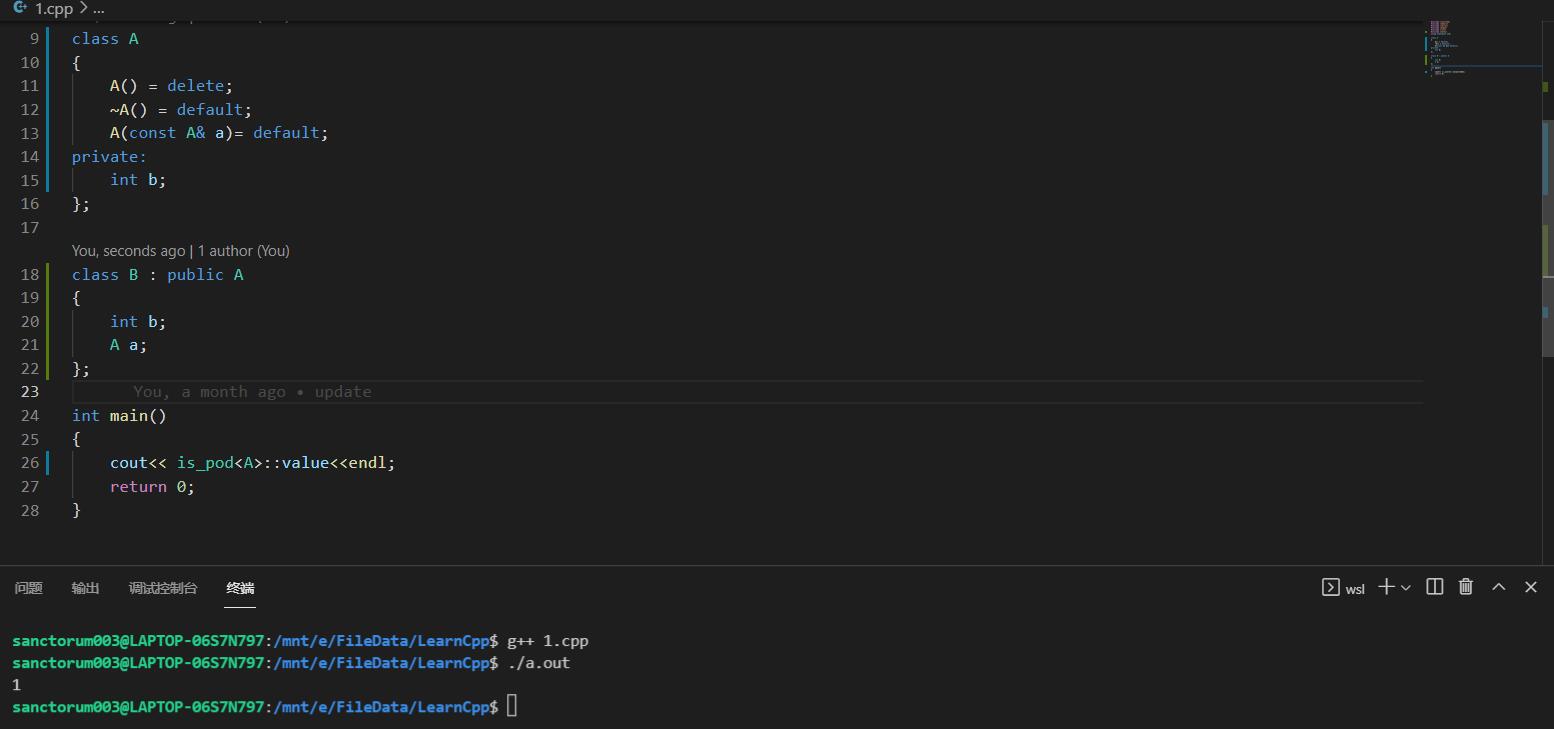 1.cpp > ...
9 class A
10 {
11 A() = delete;
12 ~A() = default;
13 A(const A& a)= default;
14 private:
15 int b;
16 };
17
You, seconds ago | 1 author (You)
18 class B : public A
19 {
20 int b;
21 A a;
22 };
23 You, a month ago • update
24 int main()
25 {
26 cout<< is_pod<A>::value<<endl;
27 return 0;
28 }
问题 输出 调试控制台 终端 wsl
sanctorum003@LAPTOP-06S7N797:/mnt/e/FileData/LearnCpp$ g++ 1.cpp
sanctorum003@LAPTOP-06S7N797:/mnt/e/FileData/LearnCpp$ ./a.out
1
sanctorum003@LAPTOP-06S7N797:/mnt/e/FileData/LearnCpp$